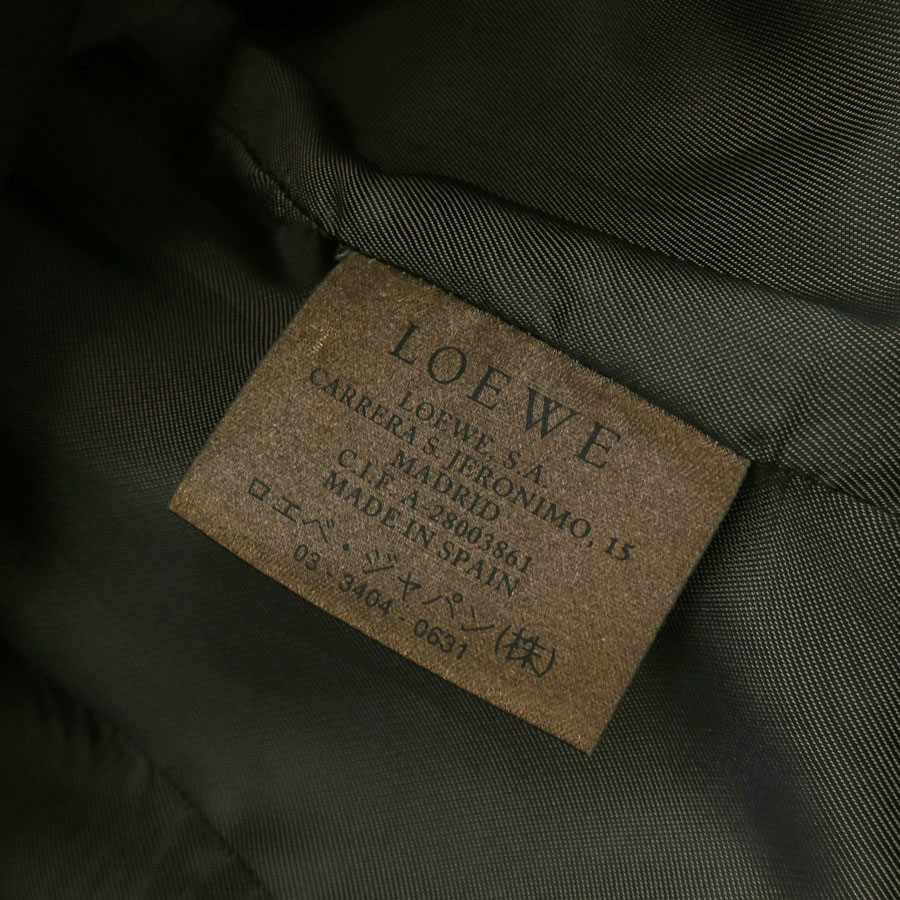 LOEWE
LOEWE, S.A.
CARRERA S. JERONIMO, 15
MADRID
C.I.F. A. 28003861
MADE IN SPAIN
ロエベ・ジャパン(株)
03-3404-0631